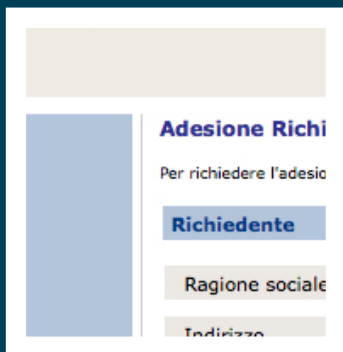 Adesione Richi
Per richiedere l'adesio
Richiedente
Ragione sociale
Indirizzo